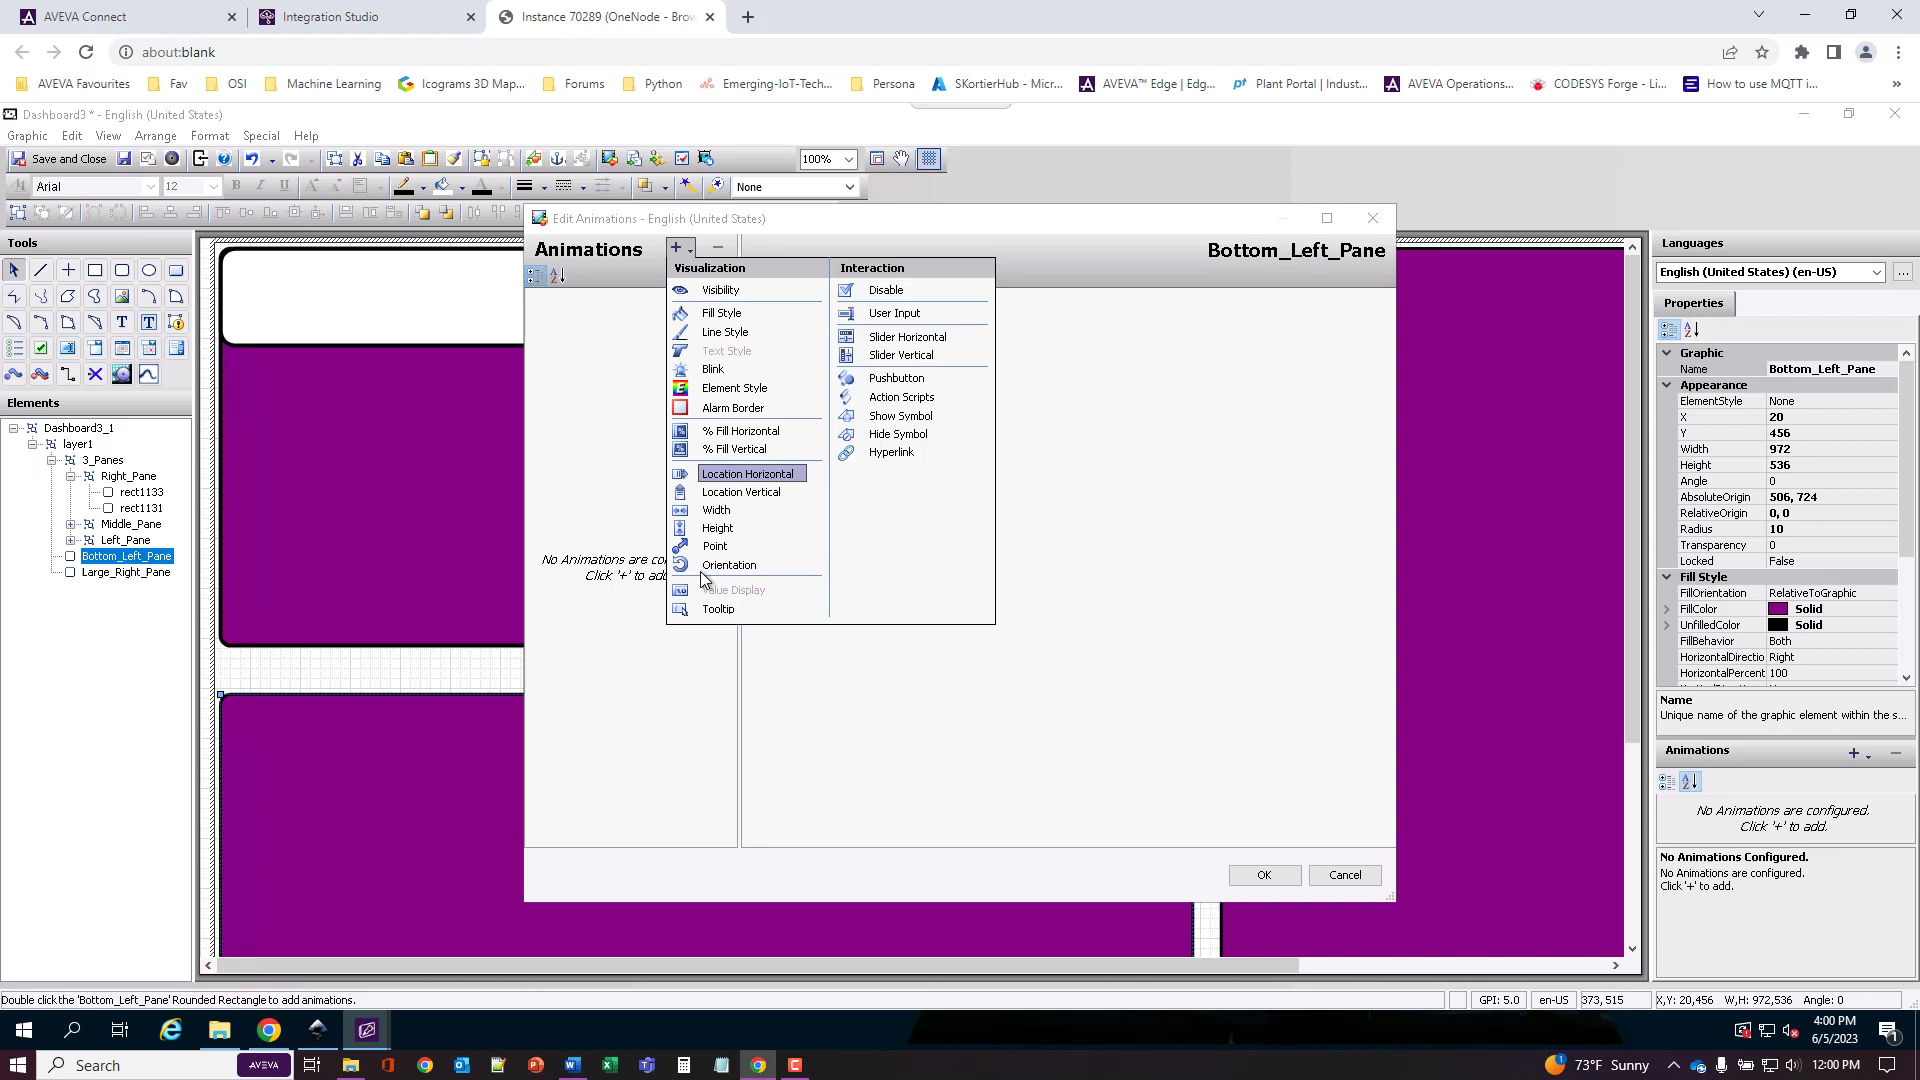 AVEVA Connect
Integration Studio
Instance 70289 (OneNode - Brow
about:blank
AVEVA Favourites
Fav
OSI
Machine Learning
Icograms 3D Map...
Forums
Python
Emerging-IoT-Tech...
Persona
SKortierHub - Micr...
AVEVA™ Edge | Edg...
Plant Portal | Indust...
AVEVA Operations...
CODESYS Forge - Li...
How to use MQTT i...
Dashboard3 * - English (United States)
Graphic Edit View Arrange Format Special Help
Save and Close
100%
Arial
12
None
Tools
Edit Animations - English (United States)
Animations
Bottom_Left_Pane
Visualization
Visibility
Fill Style
Line Style
Text Style
Blink
Element Style
Alarm Border
% Fill Horizontal
% Fill Vertical
Location Horizontal
Location Vertical
Width
Height
Point
Orientation
Value Display
Tooltip
Interaction
Disable
User Input
Slider Horizontal
Slider Vertical
Pushbutton
Action Scripts
Show Symbol
Hide Symbol
Hyperlink
No Animations are co
Click '+' to add
OK
Cancel
Elements
Dashboard3_1
layer1
3_Panes
Right_Pane
rect1133
rect1131
Middle_Pane
Left_Pane
Bottom_Left_Pane
Large_Right_Pane
Languages
English (United States) (en-US)
Properties
Graphic
Name Bottom_Left_Pane
Appearance
ElementStyle None
X 20
Y 456
Width 972
Height 536
Angle 0
AbsoluteOrigin 506, 724
RelativeOrigin 0, 0
Radius 10
Transparency 0
Locked False
Fill Style
FillOrientation RelativeToGraphic
FillColor Solid
UnfilledColor Solid
FillBehavior Both
HorizontalDirectio Right
HorizontalPercent 100
Name
Unique name of the graphic element within the s...
Animations
No Animations are configured.
Click '+' to add.
No Animations Configured.
No Animations are configured.
Click '+' to add.
Double click the 'Bottom_Left_Pane' Rounded Rectangle to add animations.
GPI: 5.0
en-US
373, 515
X,Y: 20,456 W,H: 972,536 Angle: 0
4:00 PM
6/5/2023
1
Search
AVEVA
73°F Sunny
12:00 PM